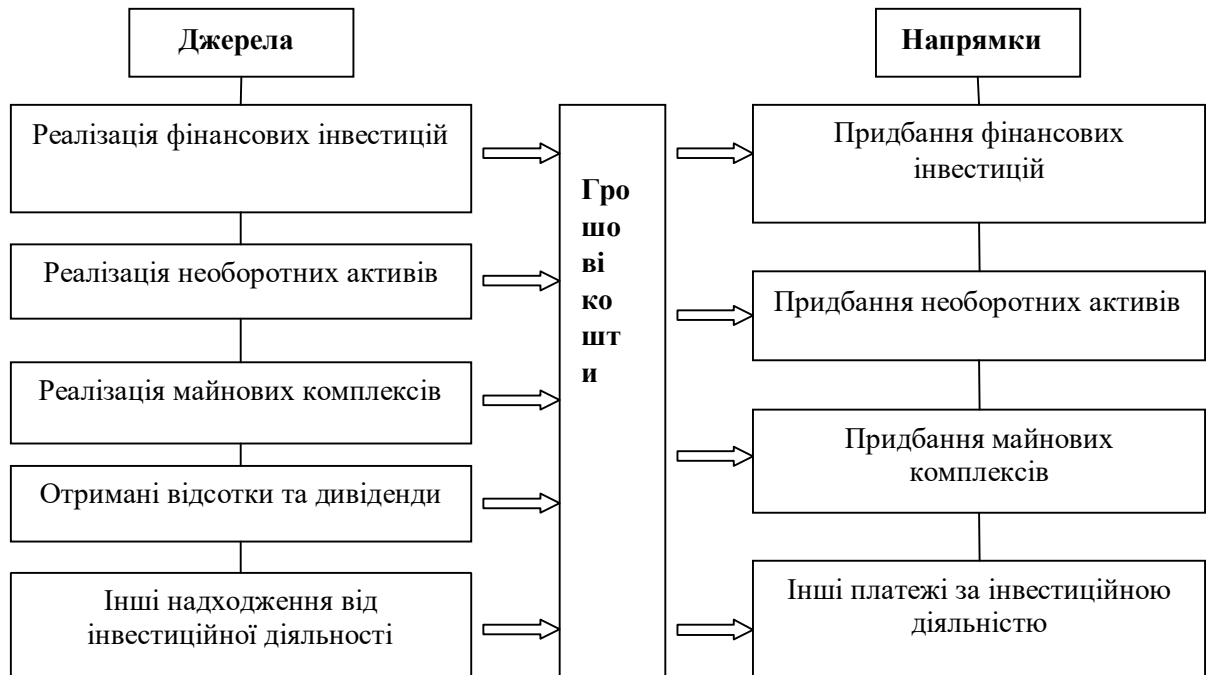 Джерела
Реалізація фінансових інвестицій
Реалізація необоротних активів
Реалізація майнових комплексів
Отримані відсотки та дивіденди
Інші надходження від
інвестиційної діяльності
Гро
шо
ві
ко
шт
и
Напрямки
Придбання фінансових
інвестицій
Придбання необоротних активів
Придбання майнових
комплексів
Інші платежі за інвестиційною
діяльністю